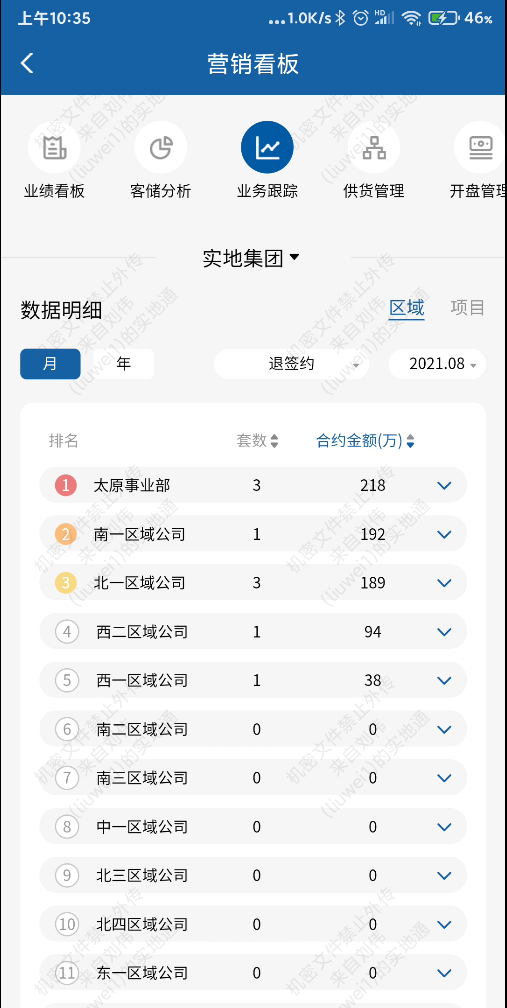 上午10:35
...1.0K/s HD 46%
营销看板
业绩看板 客储分析 业务跟踪 供货管理 开盘管理
实地集团
数据明细 区域 项目
月 年 退签约 2021.08
排名 套数 合约金额(万)
1 太原事业部 3 218
2 南一区域公司 1 192
3 北一区域公司 3 189
4 西二区域公司 1 94
5 西一区域公司 1 38
6 南二区域公司 0 0
7 南三区域公司 0 0
8 中一区域公司 0 0
9 北三区域公司 0 0
10 北四区域公司 0 0
11 东一区域公司 0 0
机密文件禁止外传
来自刘伟
(liuwei1)的实地通